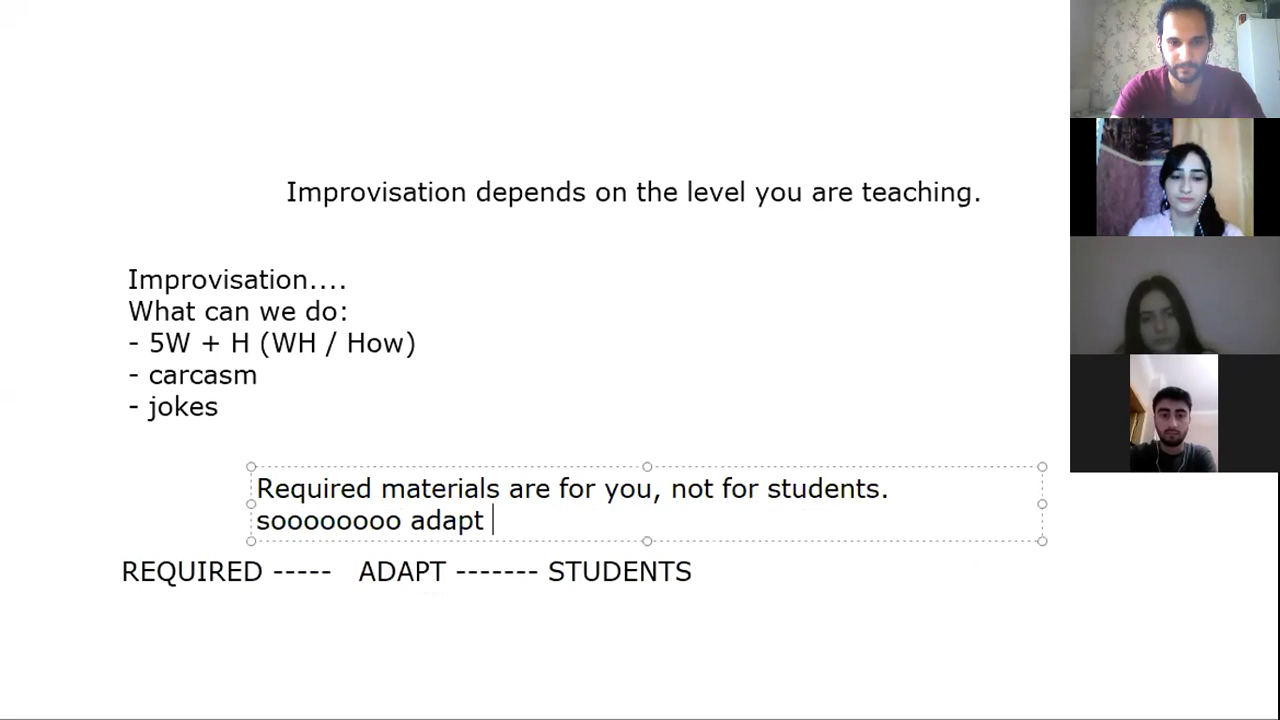 Improvisation depends on the level you are teaching.
Improvisation....
What can we do:
- 5W + H (WH / How)
- carcasm
- jokes
Required materials are for you, not for students.
soooooooo adapt
REQUIRED ----- ADAPT ------- STUDENTS